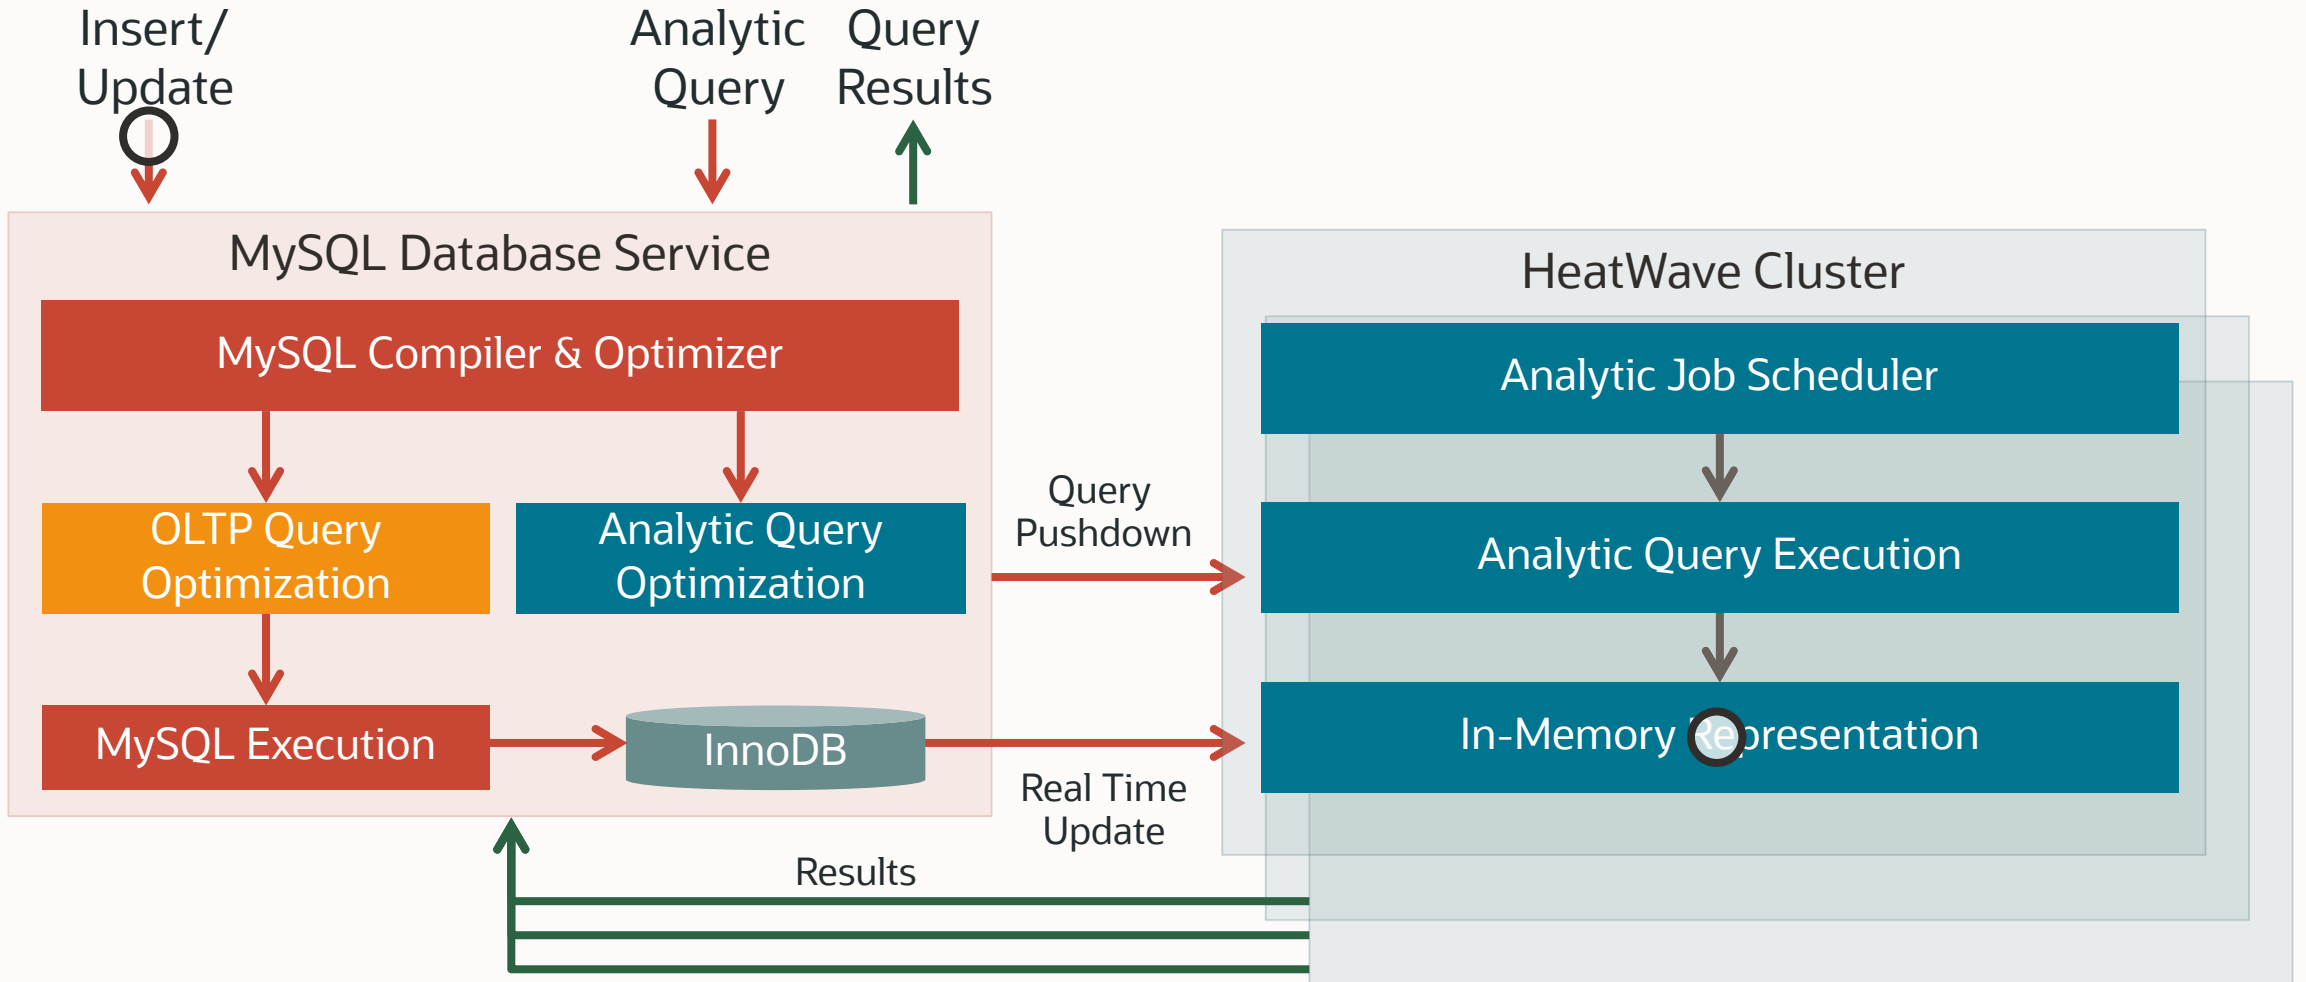 Insert/
Update
Analytic
Query
Query
Results
MySQL Database Service
MySQL Compiler & Optimizer
OLTP Query
Optimization
Analytic Query
Optimization
MySQL Execution
InnoDB
Query
Pushdown
Real Time
Update
Results
HeatWave Cluster
Analytic Job Scheduler
Analytic Query Execution
In-Memory Representation